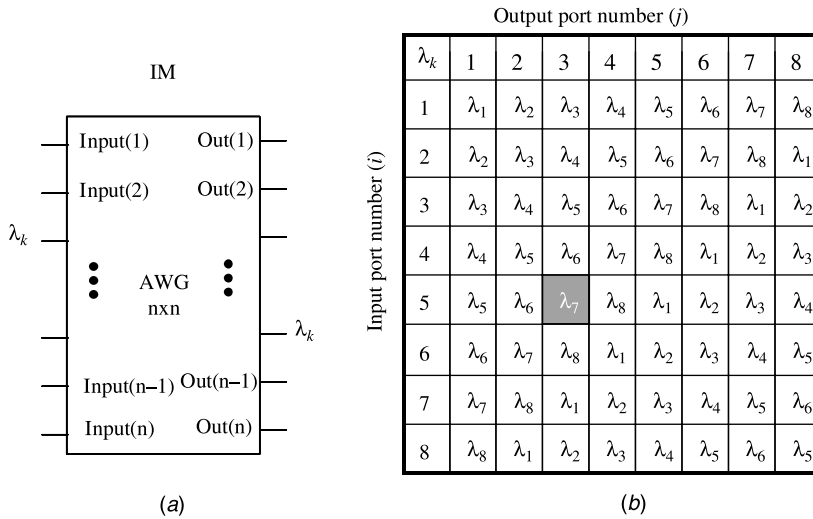 Output port number (j)
IM
Input(1) Out(1)
Input(2) Out(2)
λk
AWG
nxn
λk
Input(n–1) Out(n–1)
Input(n) Out(n)
(a)
Input port number (i)
λk 1 2 3 4 5 6 7 8
1 λ1 λ2 λ3 λ4 λ5 λ6 λ7 λ8
2 λ2 λ3 λ4 λ5 λ6 λ7 λ8 λ1
3 λ3 λ4 λ5 λ6 λ7 λ8 λ1 λ2
4 λ4 λ5 λ6 λ7 λ8 λ1 λ2 λ3
5 λ5 λ6 λ7 λ8 λ1 λ2 λ3 λ4
6 λ6 λ7 λ8 λ1 λ2 λ3 λ4 λ5
7 λ7 λ8 λ1 λ2 λ3 λ4 λ5 λ6
8 λ8 λ1 λ2 λ3 λ4 λ5 λ6 λ5
(b)